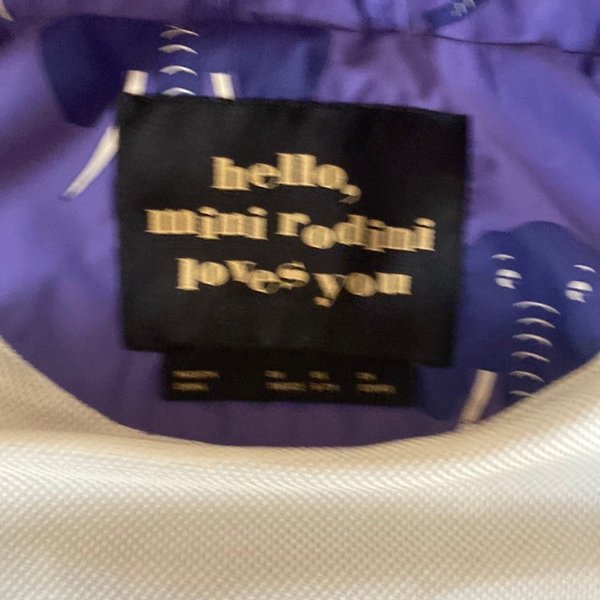 hello,
mini rodini
loves you